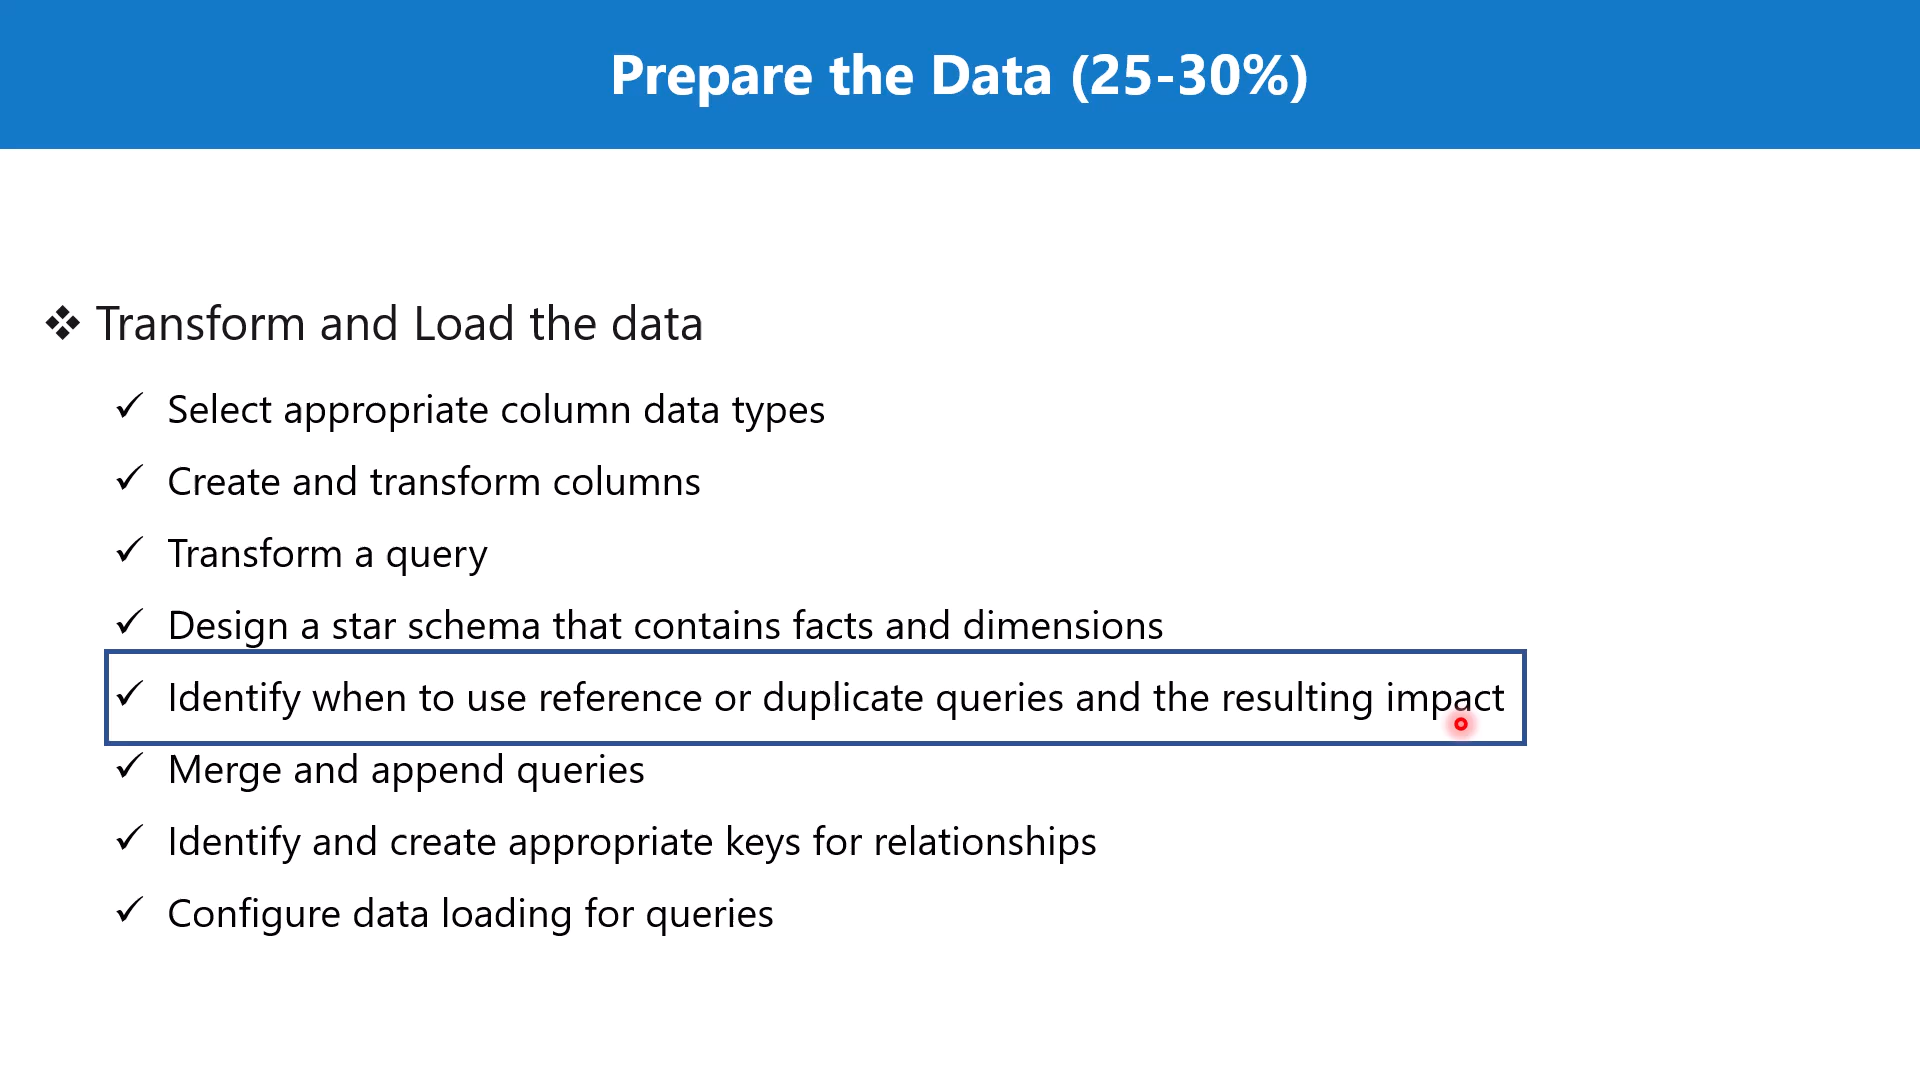 Prepare the Data (25-30%)
❖ Transform and Load the data
✓ Select appropriate column data types
✓ Create and transform columns
✓ Transform a query
✓ Design a star schema that contains facts and dimensions
✓ Identify when to use reference or duplicate queries and the resulting impact
✓ Merge and append queries
✓ Identify and create appropriate keys for relationships
✓ Configure data loading for queries